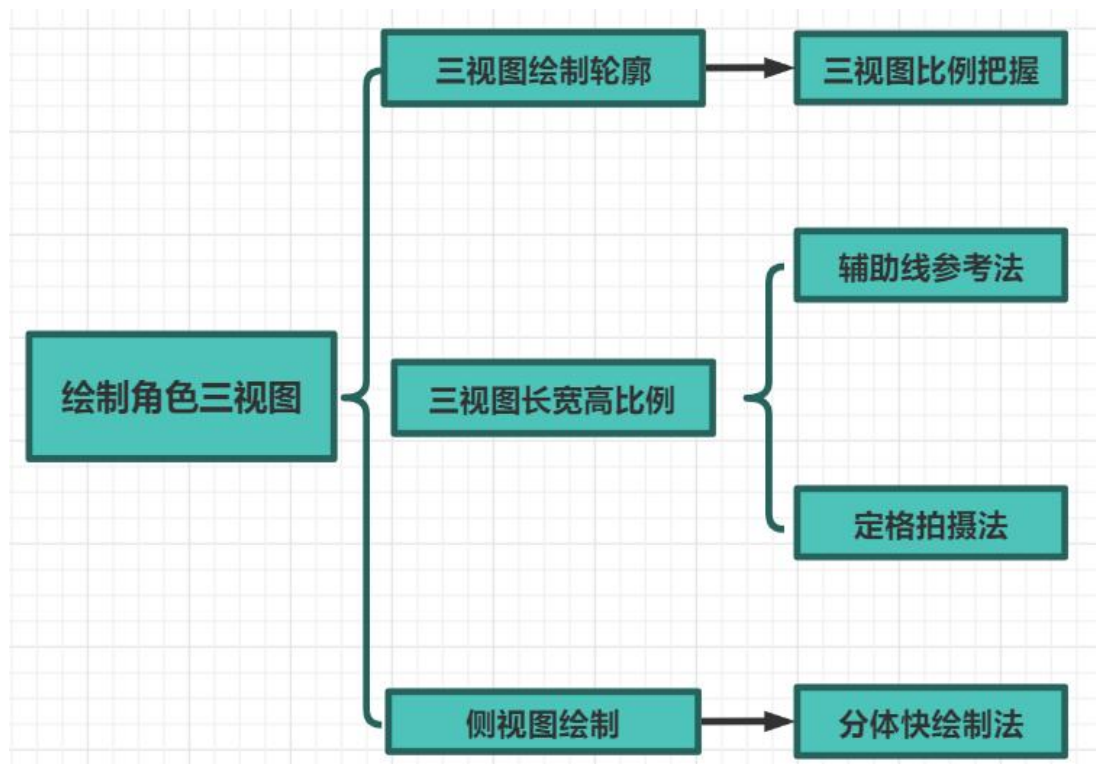 三视图绘制轮廓
三视图比例把握
辅助线参考法
绘制角色三视图
三视图长宽高比例
定格拍摄法
侧视图绘制
分体快绘制法